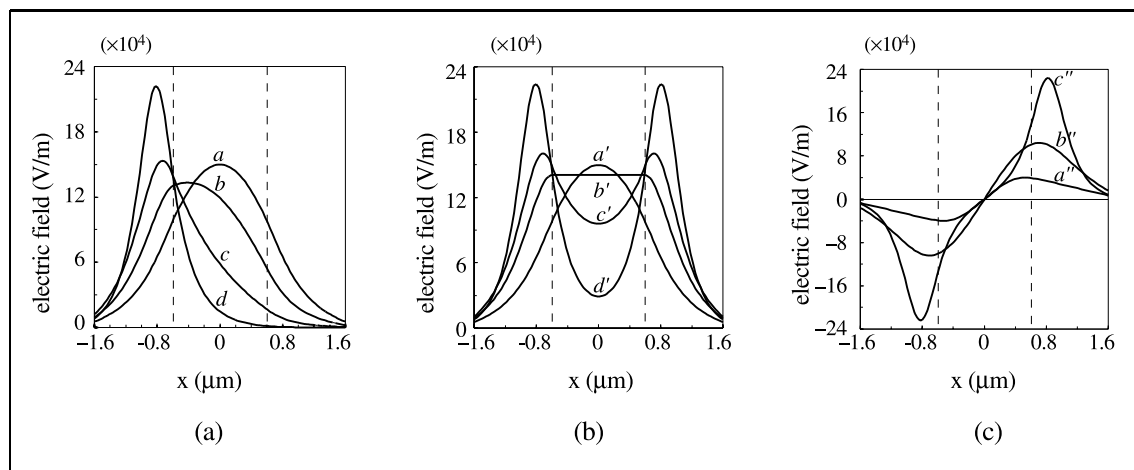 (×10⁴)
24
18
12
6
0
electric field (V/m)
a
b
c
d
−1.6
−0.8
0
0.8
1.6
x (μm)
(a)
(×10⁴)
24
18
12
6
0
electric field (V/m)
a′
b′
c′
d′
−1.6
−0.8
0
0.8
1.6
x (μm)
(b)
(×10⁴)
24
16
8
0
−8
−16
−24
electric field (V/m)
c″
b″
a″
−1.6
−0.8
0
0.8
1.6
x (μm)
(c)